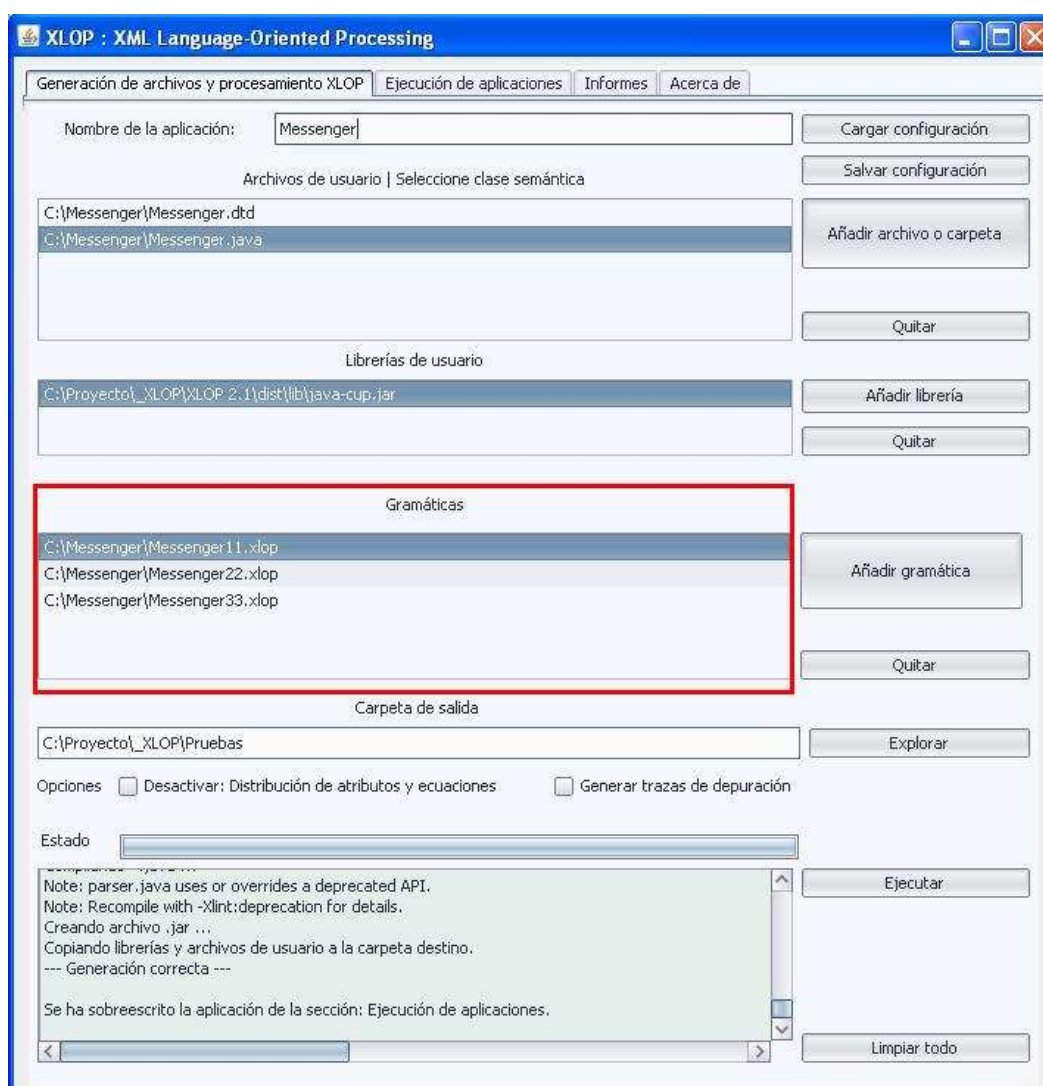 XLOP : XML Language-Oriented Processing
Generación de archivos y procesamiento XLOP Ejecución de aplicaciones Informes Acerca de
Nombre de la aplicación: Messenger Cargar configuración
Salvar configuración
Archivos de usuario | Seleccione clase semántica
C:\Messenger\Messenger.dtd
C:\Messenger\Messenger.java
Añadir archivo o carpeta
Quitar
Librerías de usuario
C:\Proyecto\_XLOP\XLOP 2.1\dist\lib\java-cup.jar Añadir librería
Quitar
Gramáticas
C:\Messenger\Messenger11.xlop
C:\Messenger\Messenger22.xlop Añadir gramática
C:\Messenger\Messenger33.xlop
Quitar
Carpeta de salida
C:\Proyecto\_XLOP\Pruebas Explorar
Opciones Desactivar: Distribución de atributos y ecuaciones Generar trazas de depuración
Estado
Note: parser.java uses or overrides a deprecated API. Ejecutar
Note: Recompile with -Xlint:deprecation for details.
Creando archivo .jar ...
Copiando librerías y archivos de usuario a la carpeta destino.
--- Generación correcta ---
Se ha sobreescrito la aplicación de la sección: Ejecución de aplicaciones.
Limpiar todo